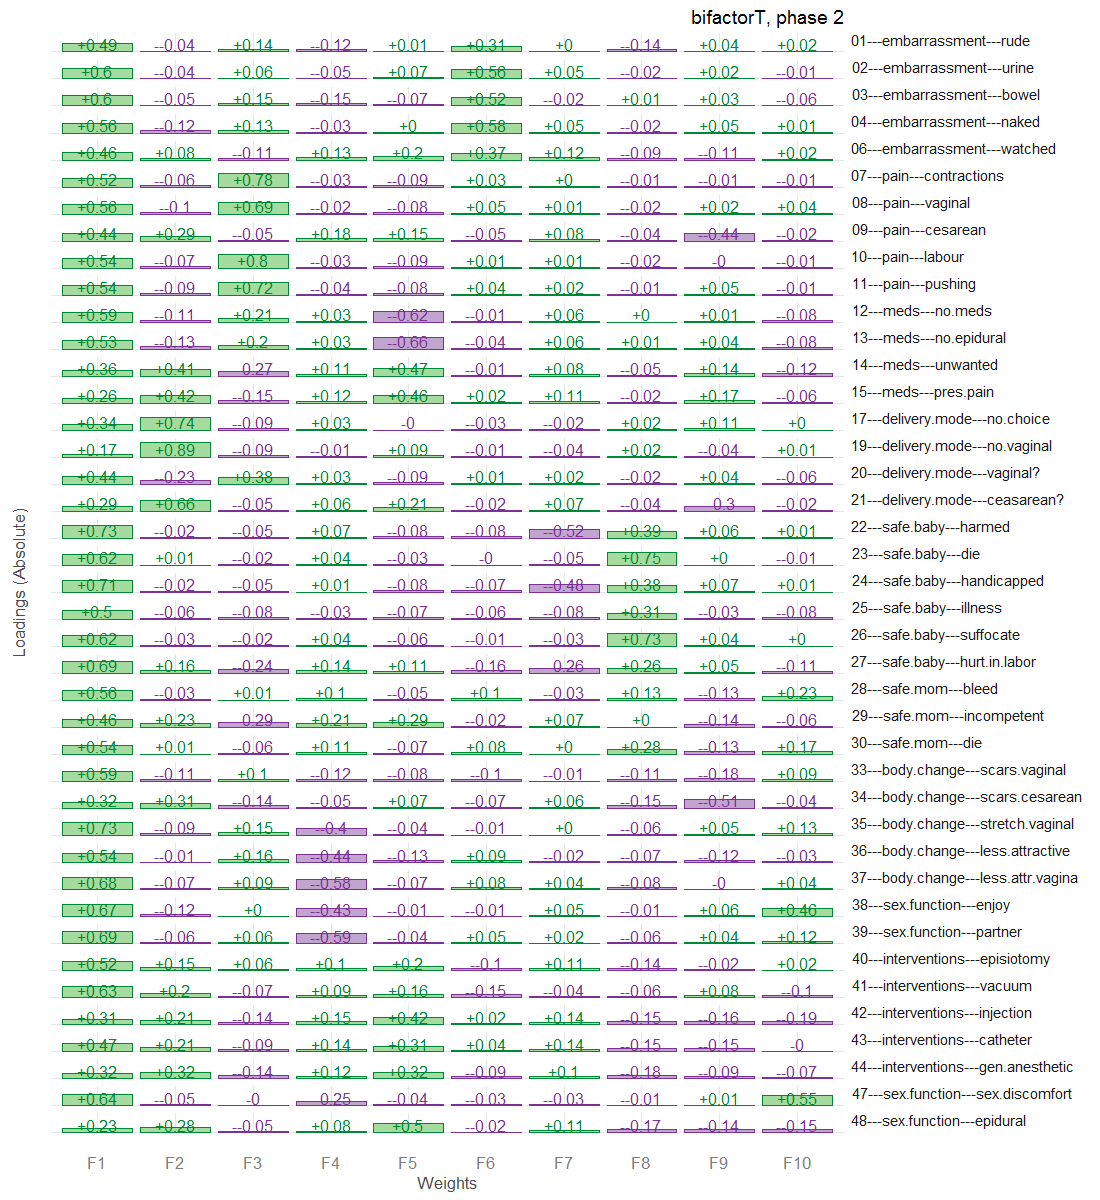 bifactorT, phase 2
+0.49 --0.04 +0.14 --0.12 +0.01 +0.31 +0 --0.14 +0.04 +0.02 01---embarrassment---rude
+0.6 --0.04 +0.06 --0.05 +0.07 +0.56 +0.05 --0.02 +0.02 --0.01 02---embarrassment---urine
+0.6 --0.05 +0.15 --0.15 --0.07 +0.52 --0.02 +0.01 +0.03 --0.06 03---embarrassment---bowel
+0.56 --0.12 +0.13 --0.03 +0 +0.58 +0.05 --0.02 +0.05 +0.01 04---embarrassment---naked
+0.46 +0.08 --0.11 +0.13 +0.2 +0.37 +0.12 --0.09 --0.11 +0.02 06---embarrassment---watched
+0.52 --0.06 +0.78 --0.03 --0.09 +0.03 +0 --0.01 --0.01 --0.01 07---pain---contractions
+0.56 --0.1 +0.69 --0.02 --0.08 +0.05 +0.01 --0.02 +0.02 +0.04 08---pain---vaginal
+0.44 +0.29 --0.05 +0.18 +0.15 --0.05 +0.08 --0.04 --0.44 --0.02 09---pain---cesarean
+0.54 --0.07 +0.8 --0.03 --0.09 +0.01 +0.01 --0.02 -0 --0.01 10---pain---labour
+0.54 --0.09 +0.72 --0.04 --0.08 +0.04 +0.02 --0.01 +0.05 --0.01 11---pain---pushing
+0.59 --0.11 +0.21 +0.03 --0.62 --0.01 +0.06 +0 +0.01 --0.08 12---meds---no.meds
+0.53 --0.13 +0.2 +0.03 --0.66 --0.04 +0.06 +0.01 +0.04 --0.08 13---meds---no.epidural
+0.36 +0.41 --0.27 +0.11 +0.47 --0.01 +0.08 --0.02 +0.14 --0.12 14---meds---unwanted
+0.26 +0.42 --0.15 +0.12 +0.46 +0.02 +0.11 --0.02 +0.17 --0.06 15---meds---pres.pain
+0.34 +0.74 --0.09 +0.03 -0 --0.03 --0.02 +0.02 +0.11 +0 17---delivery.mode---no.choice
+0.17 +0.89 --0.09 --0.01 +0.09 --0.01 --0.04 +0.02 --0.04 +0.01 19---delivery.mode---no.vaginal
+0.44 --0.23 +0.38 +0.03 --0.09 +0.01 +0.02 --0.02 +0.04 --0.06 20---delivery.mode---vaginal?
+0.29 +0.66 --0.05 +0.06 +0.21 --0.02 +0.07 --0.04 --0.3 --0.02 21---delivery.mode---ceasarean?
+0.73 --0.02 --0.05 +0.07 --0.08 --0.08 --0.52 +0.39 +0.06 +0.01 22---safe.baby---harmed
+0.62 +0.01 --0.02 +0.04 --0.03 -0 --0.05 +0.75 +0 --0.01 23---safe.baby---die
+0.71 --0.02 --0.05 +0.01 --0.08 --0.07 --0.48 +0.38 +0.07 +0.01 24---safe.baby---handicapped
+0.5 --0.06 --0.08 --0.03 --0.07 --0.06 --0.08 +0.31 --0.03 --0.08 25---safe.baby---illness
+0.62 --0.03 --0.02 +0.04 --0.06 --0.01 --0.03 +0.73 +0.04 +0 26---safe.baby---suffocate
+0.69 +0.16 --0.24 +0.14 +0.11 --0.16 --0.26 +0.26 +0.05 --0.11 27---safe.baby---hurt.in.labor
+0.56 --0.03 +0.01 +0.1 --0.05 +0.1 --0.03 +0.13 --0.13 +0.23 28---safe.mom---bleed
+0.46 +0.23 --0.29 +0.21 +0.29 --0.02 +0.07 +0 --0.14 --0.06 29---safe.mom---incompetent
+0.54 +0.01 --0.06 +0.11 --0.07 +0.08 +0 +0.28 --0.13 +0.17 30---safe.mom---die
+0.59 --0.11 +0.1 --0.12 --0.08 --0.1 --0.01 --0.11 --0.18 +0.09 33---body.change---scars.vaginal
+0.32 +0.31 --0.14 --0.05 +0.07 --0.07 +0.06 --0.15 --0.51 --0.04 34---body.change---scars.cesarean
+0.73 --0.09 +0.15 --0.4 --0.04 --0.01 +0 --0.06 +0.05 +0.13 35---body.change---stretch.vaginal
+0.54 --0.01 +0.16 --0.44 --0.13 +0.09 --0.02 --0.07 --0.12 --0.03 36---body.change---less.attractive
+0.68 --0.07 +0.09 --0.58 --0.07 +0.08 +0.04 --0.08 -0 +0.04 37---body.change---less.attr.vagina
+0.67 --0.12 +0 --0.43 --0.01 --0.01 +0.05 --0.01 +0.06 +0.46 38---sex.function---enjoy
+0.69 --0.06 +0.06 --0.59 --0.04 +0.05 +0.02 --0.06 +0.04 +0.12 39---sex.function---partner
+0.52 +0.15 +0.06 +0.1 +0.2 --0.1 +0.11 --0.14 --0.02 +0.02 40---interventions---episiotomy
+0.63 +0.2 --0.07 +0.09 +0.16 --0.15 --0.04 --0.06 +0.08 --0.1 41---interventions---vacuum
+0.31 +0.21 --0.14 +0.15 +0.42 +0.02 +0.14 --0.15 --0.16 --0.19 42---interventions---injection
+0.47 +0.21 --0.09 +0.14 +0.31 +0.04 +0.14 --0.15 --0.15 -0 43---interventions---catheter
+0.32 +0.32 --0.14 +0.12 +0.32 --0.09 +0.1 --0.18 --0.09 --0.07 44---interventions---gen.anesthetic
+0.64 --0.05 -0 --0.25 --0.04 --0.03 --0.03 --0.01 +0.01 +0.55 47---sex.function---sex.discomfort
+0.23 +0.28 --0.05 +0.08 +0.5 --0.02 +0.11 --0.17 --0.14 --0.15 48---sex.function---epidural
F1 F2 F3 F4 F5 F6 F7 F8 F9 F10
Weights
Loadings (Absolute)